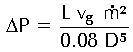 ΔP = L v_g ṁ² / 0.08 D⁵